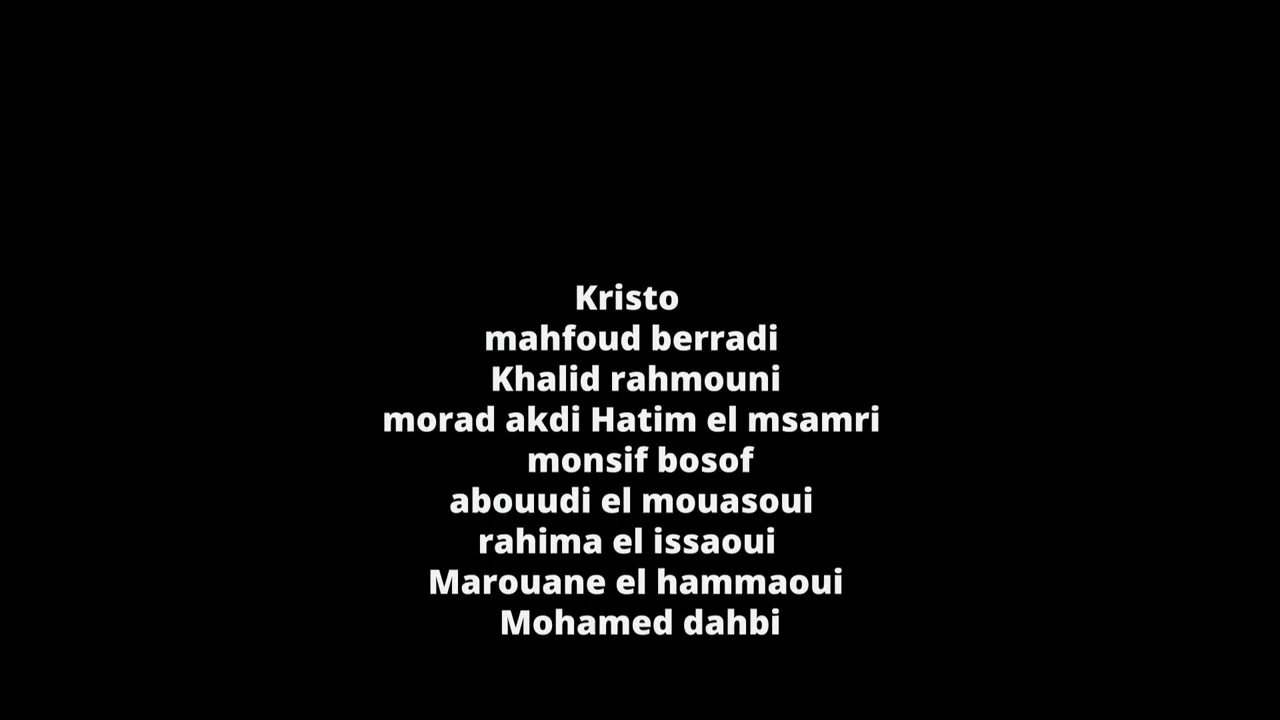 Kristo
mahfoud berradi
Khalid rahmouni
morad akdi Hatim el msamri
monsif bosof
abouudi el mouasoui
rahima el issaoui
Marouane el hammaoui
Mohamed dahbi